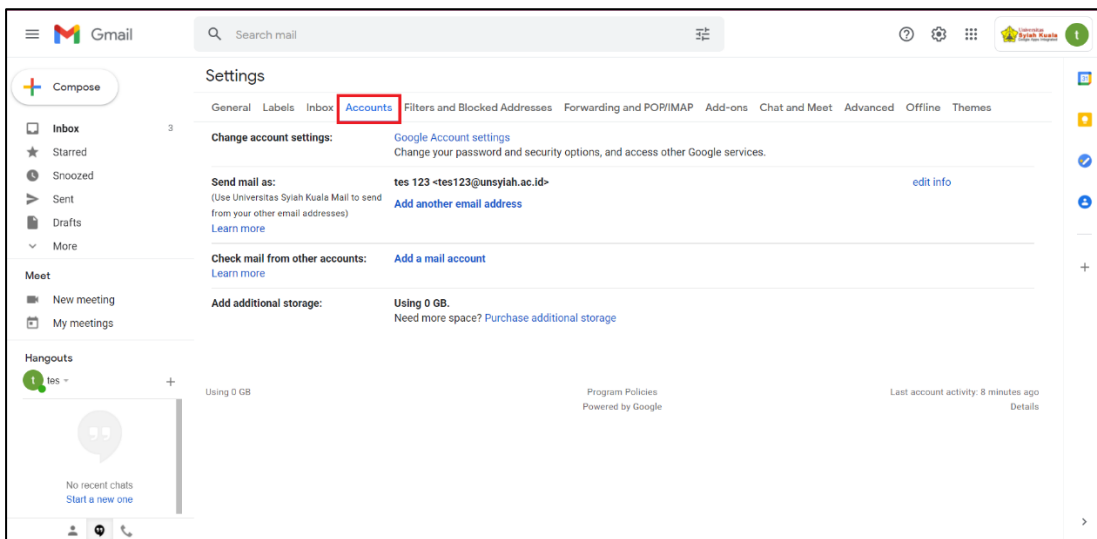 Gmail
Search mail
Universitas
Syiah Kuala
t
Compose
Inbox 3
Starred
Snoozed
Sent
Drafts
More
Meet
New meeting
My meetings
Hangouts
t
tes
No recent chats
Start a new one
Settings
General Labels Inbox Accounts Filters and Blocked Addresses Forwarding and POP/IMAP Add-ons Chat and Meet Advanced Offline Themes
Change account settings: Google Account settings
Change your password and security options, and access other Google services.
Send mail as: tes 123 <tes123@unsyiah.ac.id> edit info
(Use Universitas Syiah Kuala Mail to send
from your other email addresses) Add another email address
Learn more
Check mail from other accounts: Add a mail account
Learn more
Add additional storage: Using 0 GB.
Need more space? Purchase additional storage
Using 0 GB Program Policies Last account activity: 8 minutes ago
Powered by Google Details
31